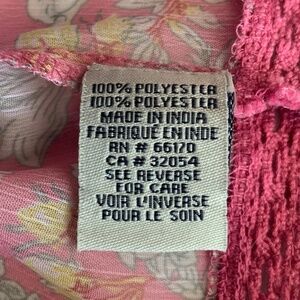 100% POLYESTER
100% POLYESTER
MADE IN INDIA
FABRIQUÉ EN INDE
RN # 66170
CA # 32054
SEE REVERSE
FOR CARE
VOIR L'INVERSE
POUR LE SOIN